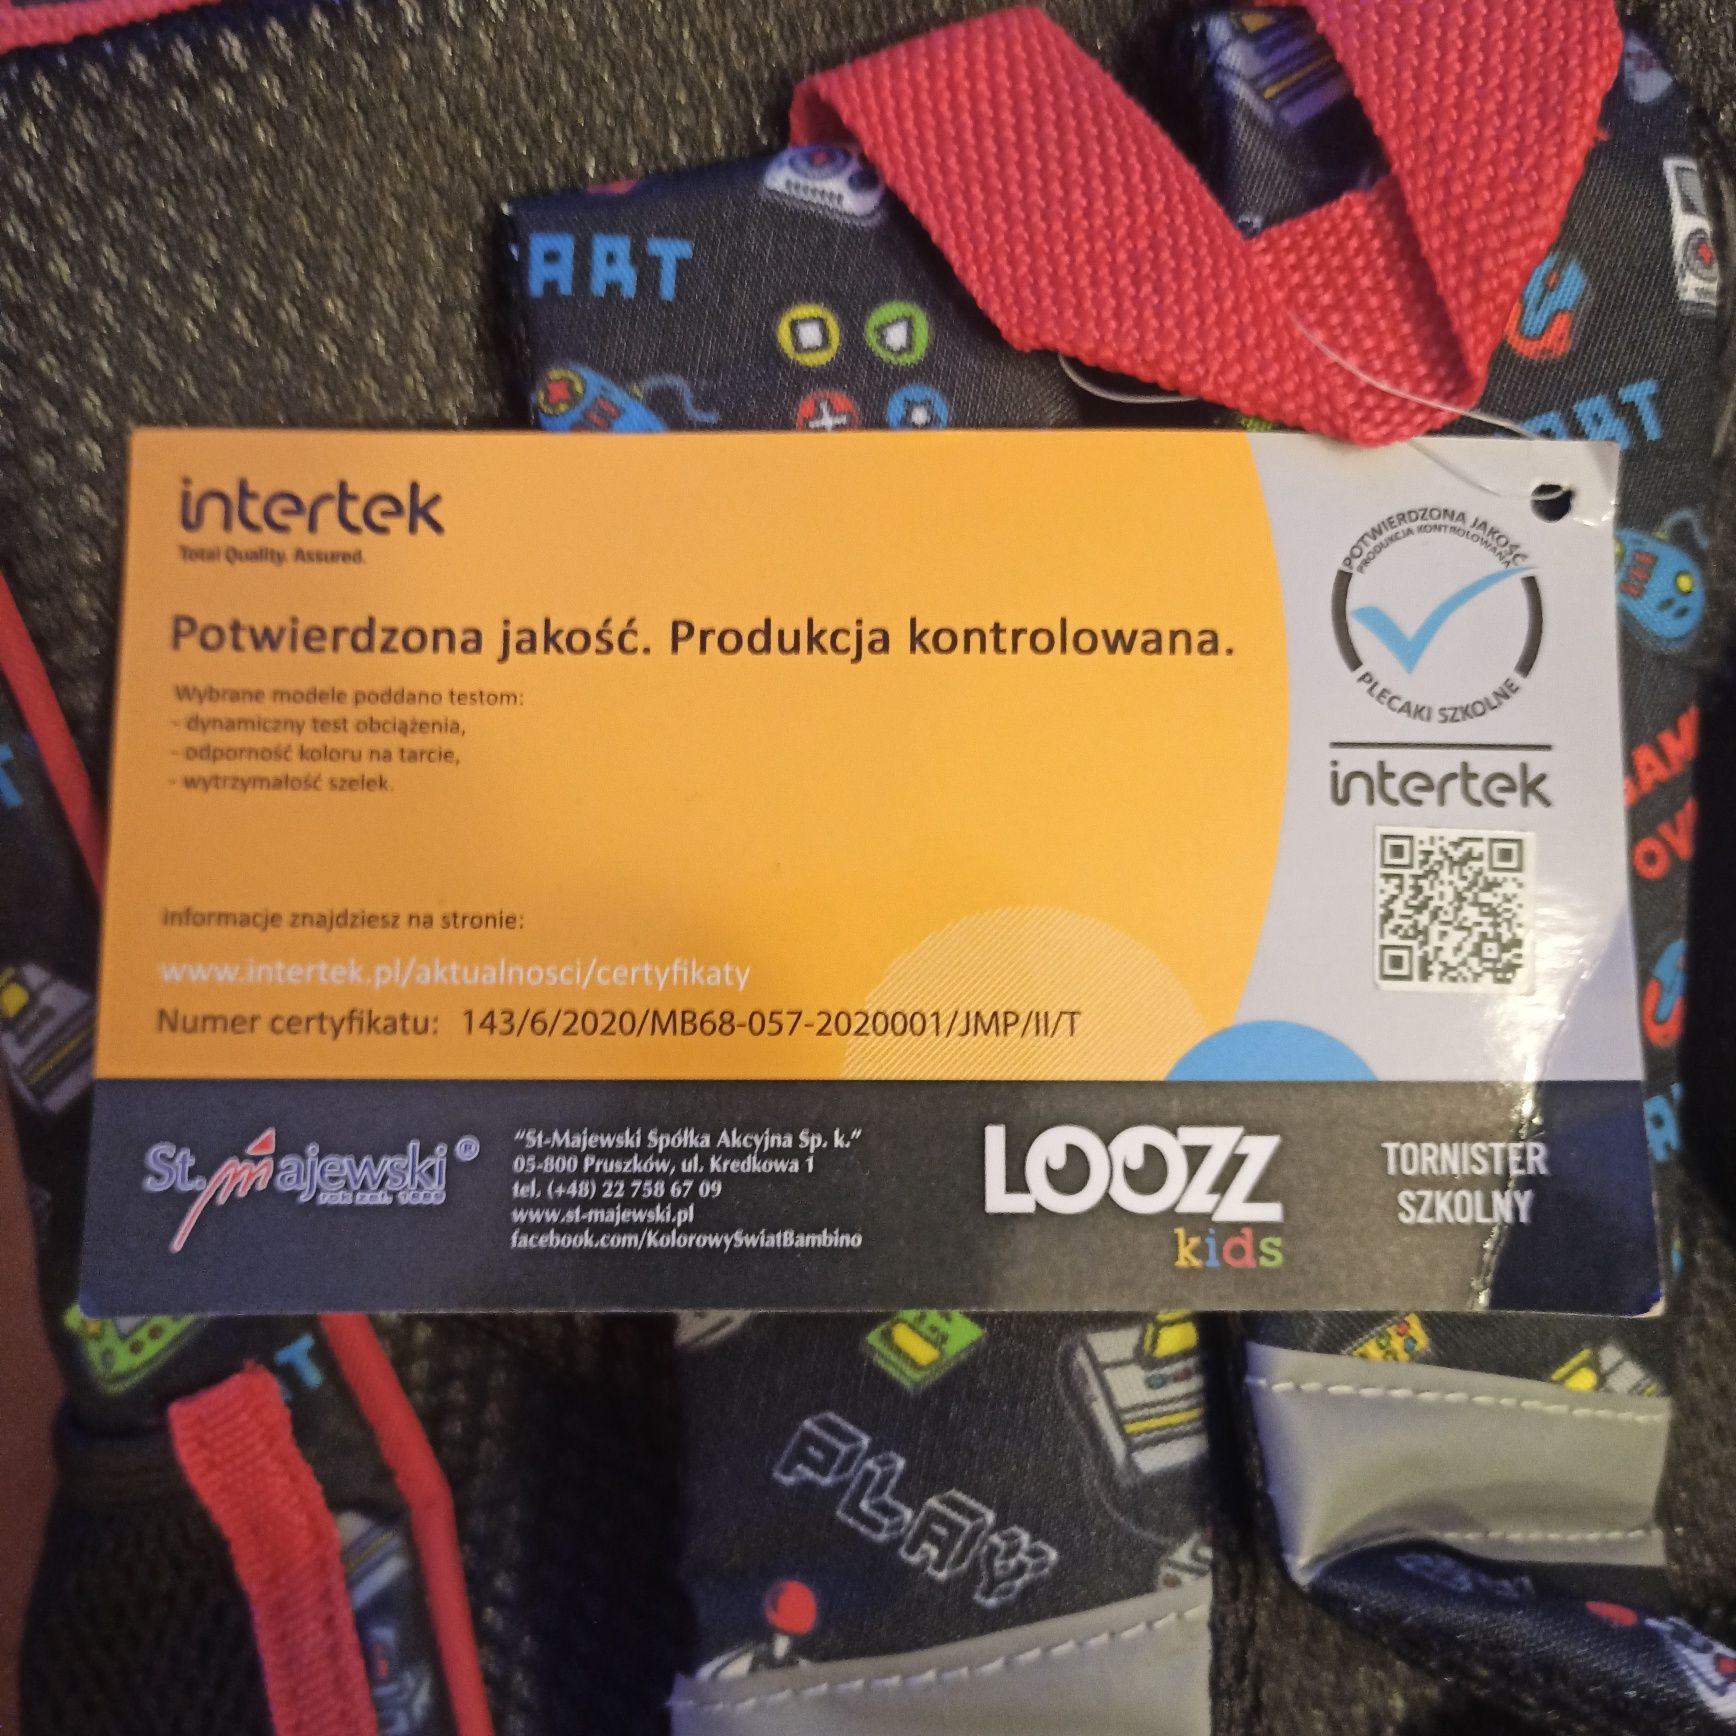 ART
intertek
Total Quality. Assured.
Potwierdzona jakość. Produkcja kontrolowana.
Wybrane modele poddano testom:
- dynamiczny test obciążenia,
- odporność koloru na tarcie,
- wytrzymałość szelek.
informacje znajdziesz na stronie:
www.intertek.pl/aktualnosci/certyfikaty
Numer certyfikatu: 143/6/2020/MB68-057-2020001/JMP/II/T
POTWIERDZONA JAKOŚĆ
PRODUKCJA KONTROLOWANA
PLECAKI SZKOLNE
intertek
St.Majewski®
rok zał. 1889
"St-Majewski Spółka Akcyjna Sp. k."
05-800 Pruszków, ul. Kredkowa 1
tel. (+48) 22 758 67 09
www.st-majewski.pl
facebook.com/KolorowySwiatBambino
LOOZZ
kids
TORNISTER
SZKOLNY
PLAY